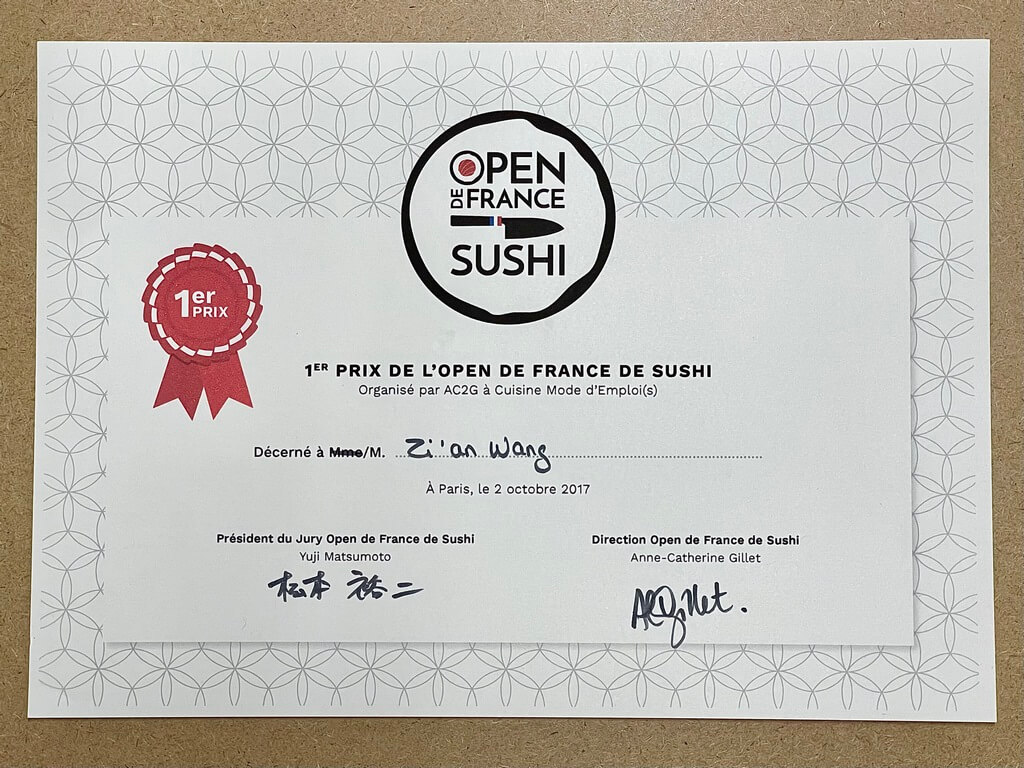 OPEN
DE FRANCE
SUSHI
1er
PRIX
1ER PRIX DE L'OPEN DE FRANCE DE SUSHI
Organisé par AC2G à Cuisine Mode d'Emploi(s)
Décerné à Mme/M. Zi'an Wang
À Paris, le 2 octobre 2017
Président du Jury Open de France de Sushi
Yuji Matsumoto
松本 裕二
Direction Open de France de Sushi
Anne-Catherine Gillet
ACGillet.